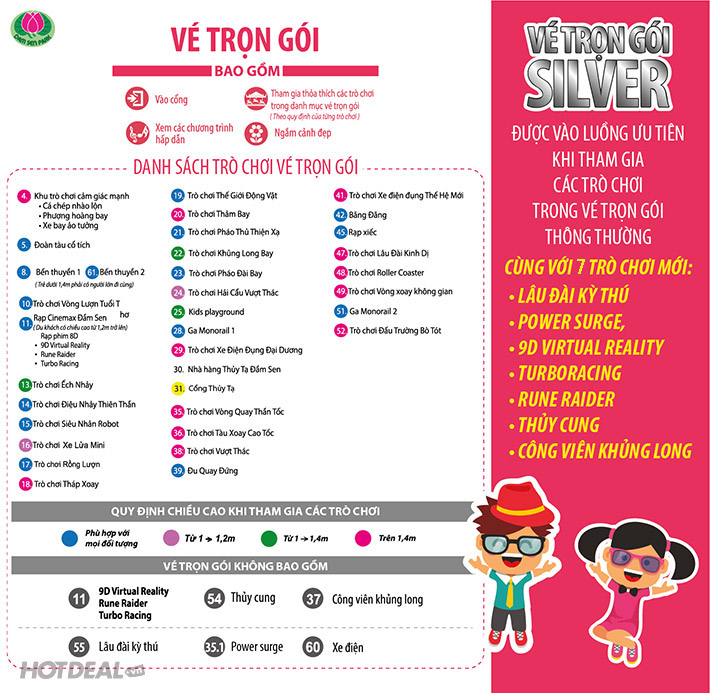 ĐẦM SEN PARK
VÉ TRỌN GÓI
BAO GỒM
Vào cổng
Tham gia thỏa thích các trò chơi
trong danh mục vé trọn gói
(Theo quy định của từng trò chơi)
Xem các chương trình
hấp dẫn
Ngắm cảnh đẹp
DANH SÁCH TRÒ CHƠI VÉ TRỌN GÓI
4. Khu trò chơi cảm giác mạnh
• Cá chép nhào lộn
• Phượng hoàng bay
• Xe bay ảo tưởng
5. Đoàn tàu cổ tích
8. Bến thuyền 1 61. Bến thuyền 2
(Trẻ dưới 1,4m phải có người lớn đi cùng)
10. Trò chơi Vòng Lượn Tuổi T
hơ
11. Rạp Cinemax Đầm Sen
(Du khách có chiều cao từ 1,2m trở lên)
Rạp phim 8D
• 9D Virtual Reality
• Rune Raider
• Turbo Racing
13. Trò chơi Ếch Nhảy
14. Trò chơi Điệu Nhảy Thiên Thần
15. Trò chơi Siêu Nhân Robot
16. Trò chơi Xe Lửa Mini
17. Trò chơi Rồng Lượn
18. Trò chơi Tháp Xoay
19 Trò chơi Thế Giới Động Vật
20 Trò chơi Thảm Bay
21 Trò chơi Pháo Thủ Thiện Xạ
22 Trò chơi Khủng Long Bay
23 Trò chơi Pháo Đài Bay
24 Trò chơi Hải Cẩu Vượt Thác
25 Kids playground
28. Ga Monorail 1
29 Trò chơi Xe Điện Đụng Đại Dương
30. Nhà hàng Thủy Tạ Đầm Sen
31. Cổng Thủy Tạ
35 Trò chơi Vòng Quay Thần Tốc
36 Trò chơi Tàu Xoay Cao Tốc
38 Trò chơi Vượt Thác
39 Đu Quay Đứng
41. Trò chơi Xe điện đụng Thế Hệ Mới
42. Băng Đăng
45. Rạp xiếc
47. Trò chơi Lâu Đài Kinh Dị
48. Trò chơi Roller Coaster
49. Trò chơi Vòng xoay không gian
51. Ga Monorail 2
52. Trò chơi Đấu Trường Bò Tót
QUY ĐỊNH CHIỀU CAO KHI THAM GIA CÁC TRÒ CHƠI
Phù hợp với
mọi đối tượng
Từ 1 → 1,2m
Từ 1 → 1,4m
Trên 1,4m
VÉ TRỌN GÓI KHÔNG BAO GỒM
11 9D Virtual Reality
Rune Raider
Turbo Racing
54 Thủy cung
37 Công viên khủng long
55 Lâu đài kỳ thú
35.1 Power surge
60 Xe điện
HOTDEAL.vn
VÉ TRỌN GÓI
SILVER
ĐƯỢC VÀO LUỒNG ƯU TIÊN
KHI THAM GIA
CÁC TRÒ CHƠI
TRONG VÉ TRỌN GÓI
THÔNG THƯỜNG
CÙNG VỚI 7 TRÒ CHƠI MỚI:
• LÂU ĐÀI KỲ THÚ
• POWER SURGE,
• 9D VIRTUAL REALITY
• TURBORACING
• RUNE RAIDER
• THỦY CUNG
• CÔNG VIÊN KHỦNG LONG